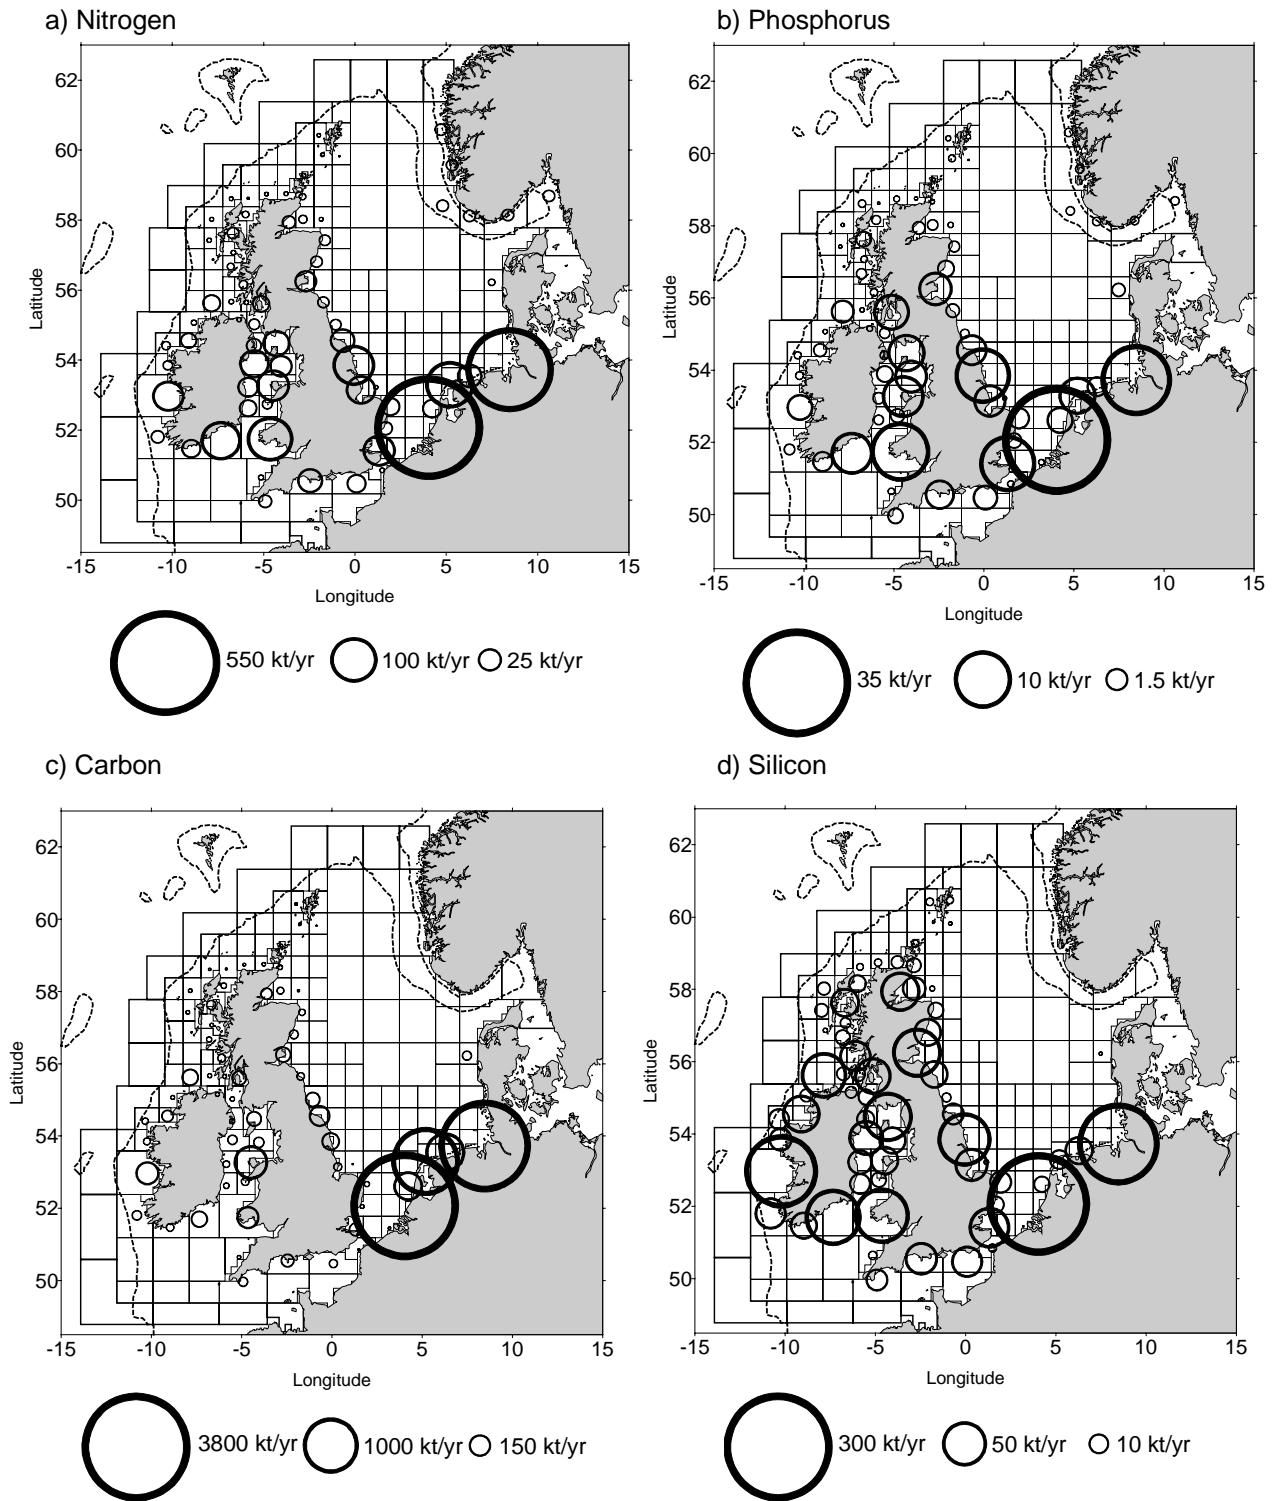 a) Nitrogen
b) Phosphorus
62
60
58
56
54
52
50
Latitude
-15 -10 -5 0 5 10 15
Longitude
550 kt/yr 100 kt/yr 25 kt/yr
62
60
58
56
54
52
50
Latitude
-15 -10 -5 0 5 10 15
Longitude
35 kt/yr 10 kt/yr 1.5 kt/yr
c) Carbon
d) Silicon
62
60
58
56
54
52
50
Latitude
-15 -10 -5 0 5 10 15
Longitude
3800 kt/yr 1000 kt/yr 150 kt/yr
62
60
58
56
54
52
50
Latitude
-15 -10 -5 0 5 10 15
Longitude
300 kt/yr 50 kt/yr 10 kt/yr